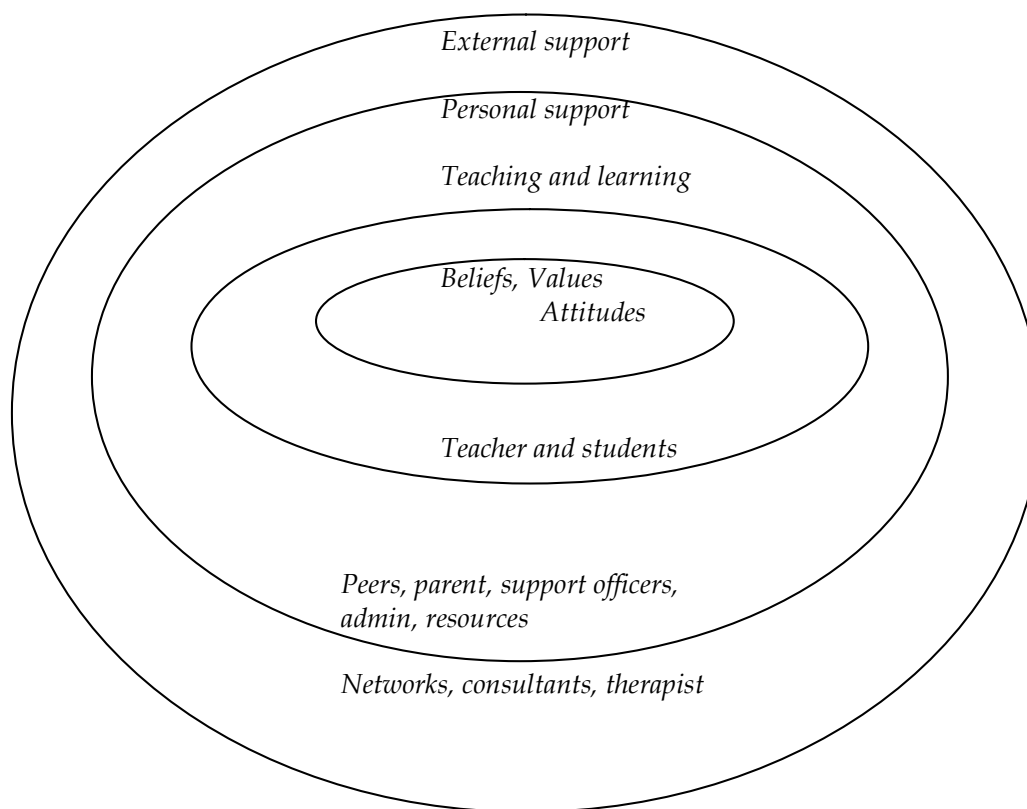 External support
Personal support
Teaching and learning
Beliefs, Values
Attitudes
Teacher and students
Peers, parent, support officers,
admin, resources
Networks, consultants, therapist